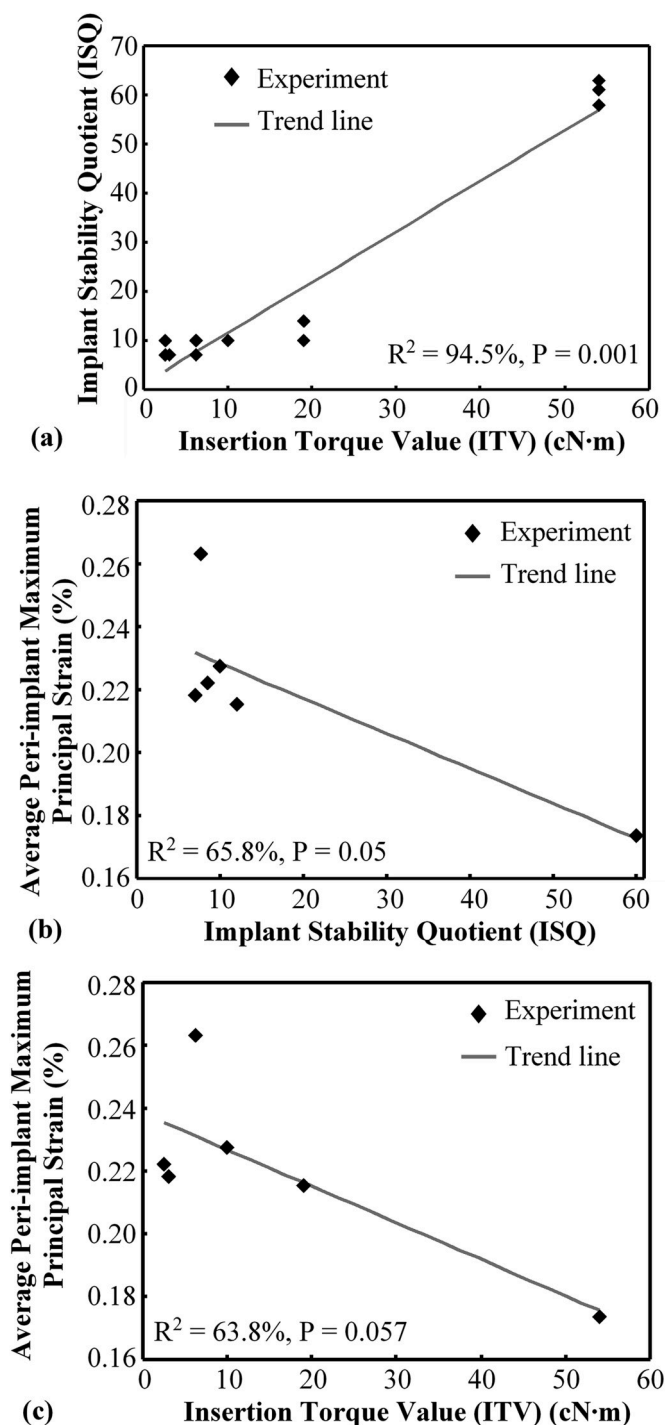 70
60
50
40
30
20
10
0
Implant Stability Quotient (ISQ)
Experiment
Trend line
R² = 94.5%, P = 0.001
0
10
20
30
40
50
60
Insertion Torque Value (ITV) (cN·m)
(a)
0.28
0.26
0.24
0.22
0.20
0.18
0.16
Average Peri-implant Maximum
Principal Strain (%)
Experiment
Trend line
R² = 65.8%, P = 0.05
0
10
20
30
40
50
60
Implant Stability Quotient (ISQ)
(b)
0.28
0.26
0.24
0.22
0.20
0.18
0.16
Average Peri-implant Maximum
Principal Strain (%)
Experiment
Trend line
R² = 63.8%, P = 0.057
0
10
20
30
40
50
60
Insertion Torque Value (ITV) (cN·m)
(c)